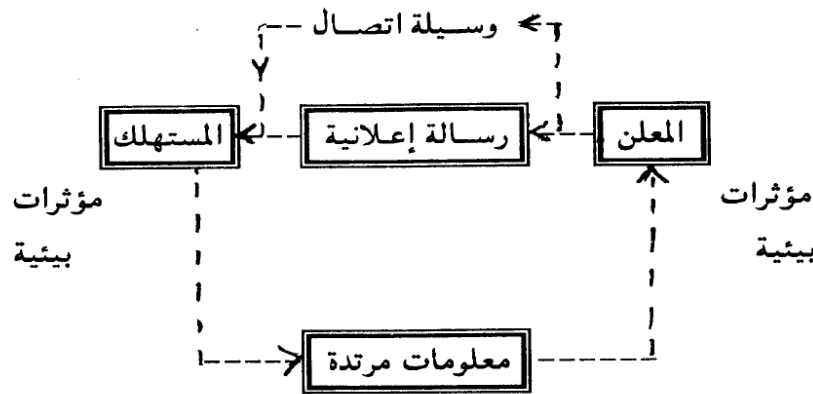 وسيلة اتصال
المعلن
رسالة إعلانية
المستهلك
مؤثرات
بيئية
مؤثرات
بيئية
معلومات مرتدة